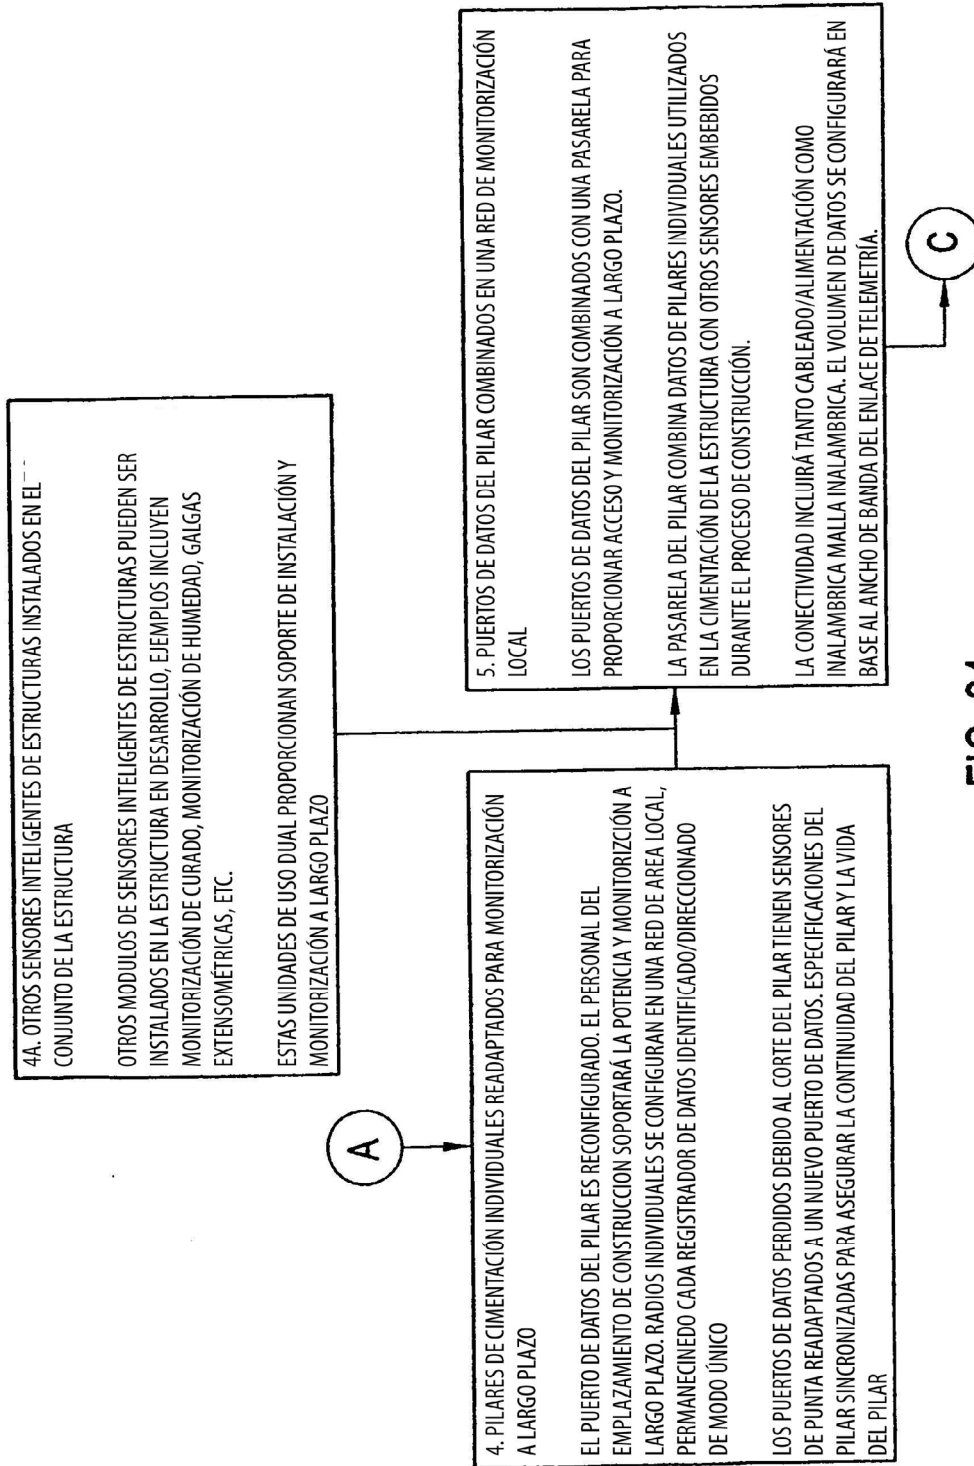 4A. OTROS SENSORES INTELIGENTES DE ESTRUCTURAS INSTALADOS EN EL
CONJUNTO DE LA ESTRUCTURA
OTROS MODULOS DE SENSORES INTELIGENTES DE ESTRUCTURAS PUEDEN SER
INSTALADOS EN LA ESTRUCTURA EN DESARROLLO, EJEMPLOS INCLUYEN
MONITORIZACIÓN DE CURADO, MONITORIZACIÓN DE HUMEDAD, GALGAS
EXTENSOMÉTRICAS, ETC.
ESTAS UNIDADES DE USO DUAL PROPORCIONAN SOPORTE DE INSTALACIÓN Y
MONITORIZACIÓN A LARGO PLAZO
A
4. PILARES DE CIMENTACIÓN INDIVIDUALES READAPTADOS PARA MONITORIZACIÓN
A LARGO PLAZO
EL PUERTO DE DATOS DEL PILAR ES RECONFIGURADO. EL PERSONAL DEL
EMPLAZAMIENTO DE CONSTRUCCION SOPORTARÁ LA POTENCIA Y MONITORIZCIÓN A
LARGO PLAZO. RADIOS INDIVIDUALES SE CONFIGURAN EN UNA RED DE AREA LOCAL,
PERMANECINEDO CADA REGISTRADOR DE DATOS IDENTIFICADO/DIRECCIONADO
DE MODO ÚNICO
LOS PUERTOS DE DATOS PERDIDOS DEBIDO AL CORTE DEL PILAR TIENEN SENSORES
DE PUNTA READAPTADOS A UN NUEVO PUERTO DE DATOS. ESPECIFICACIONES DEL
PILAR SINCRONIZADAS PARA ASEGURAR LA CONTINUIDAD DEL PILAR Y LA VIDA
DEL PILAR
5. PUERTOS DE DATOS DEL PILAR COMBINADOS EN UNA RED DE MONITORIZACIÓN
LOCAL
LOS PUERTOS DE DATOS DEL PILAR SON COMBINADOS CON UNA PASARELA PARA
PROPORCIONAR ACCESO Y MONITORIZACIÓN A LARGO PLAZO.
LA PASARELA DEL PILAR COMBINA DATOS DE PILARES INDIVIDUALES UTILIZADOS
EN LA CIMENTACIÓN DE LA ESTRUCTURA CON OTROS SENSORES EMBEBIDOS
DURANTE EL PROCESO DE CONSTRUCCIÓN.
LA CONECTIVIDAD INCLUIRÁ TANTO CABLEADO/ALIMENTACIÓN COMO
INALAMBRICA MALLA INALAMBRICA. EL VOLUMEN DE DATOS SE CONFIGURARÁ EN
BASE AL ANCHO DE BANDA DEL ENLACE DE TELEMETRÍA.
C